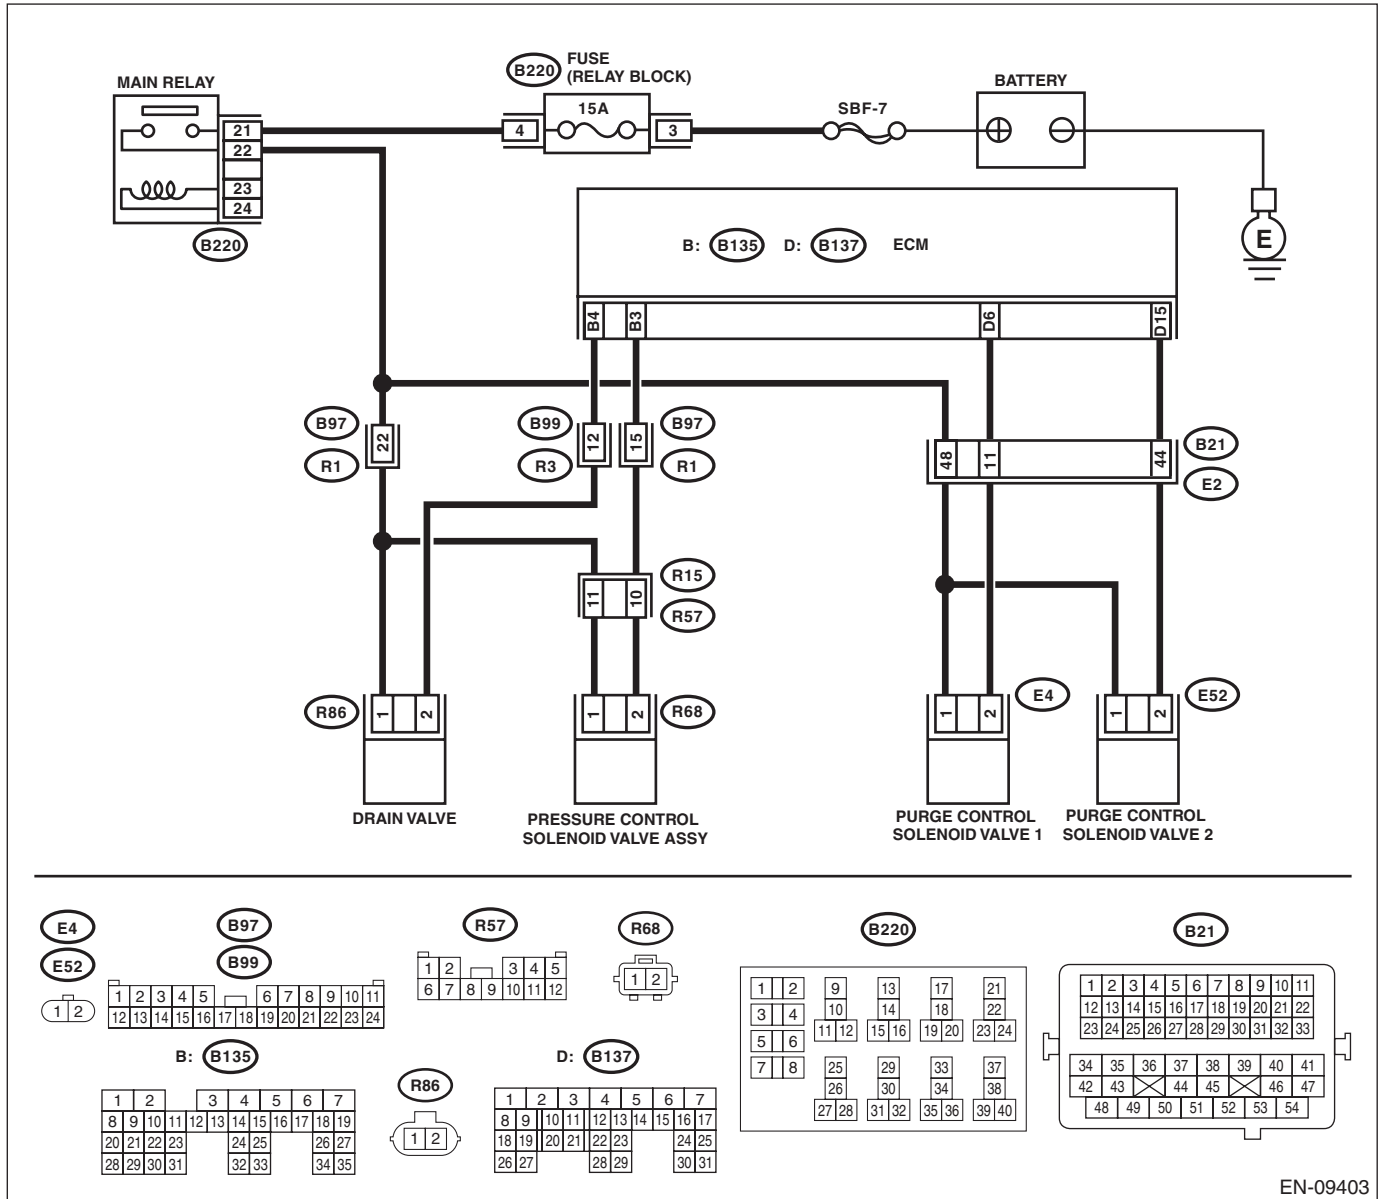 MAIN RELAY
B220
FUSE
(RELAY BLOCK)
15A
4
3
SBF-7
BATTERY
21
22
23
24
B220
E
B: B135 D: B137 ECM
B4
B3
D6
D15
B97
22
R1
B99
12
R3
15
B97
R1
48
11
44
B21
E2
11
10
R15
R57
R86
1
2
1
2
R68
1
2
E4
1
2
E52
DRAIN VALVE
PRESSURE CONTROL
SOLENOID VALVE ASSY
PURGE CONTROL
SOLENOID VALVE 1
PURGE CONTROL
SOLENOID VALVE 2
E4
E52
1 2
B97
B99
1 2 3 4 5 6 7 8 9 10 11
12 13 14 15 16 17 18 19 20 21 22 23 24
R57
1 2 3 4 5
6 7 8 9 10 11 12
R68
1 2
B220
1 2
3 4
5 6
7 8
9
10
11 12
13
14
15 16
17
18
19 20
21
22
23 24
25
26
27 28
29
30
31 32
33
34
35 36
37
38
39 40
B21
1 2 3 4 5 6 7 8 9 10 11
12 13 14 15 16 17 18 19 20 21 22
23 24 25 26 27 28 29 30 31 32 33
34 35 36 37 38 39 40 41
42 43 44 45 46 47
48 49 50 51 52 53 54
B: B135
1 2 3 4 5 6 7
8 9 10 11 12 13 14 15 16 17 18 19
20 21 22 23 24 25 26 27
28 29 30 31 32 33 34 35
R86
1 2
D: B137
1 2 3 4 5 6 7
8 9 10 11 12 13 14 15 16 17
18 19 20 21 22 23 24 25
26 27 28 29 30 31
EN-09403